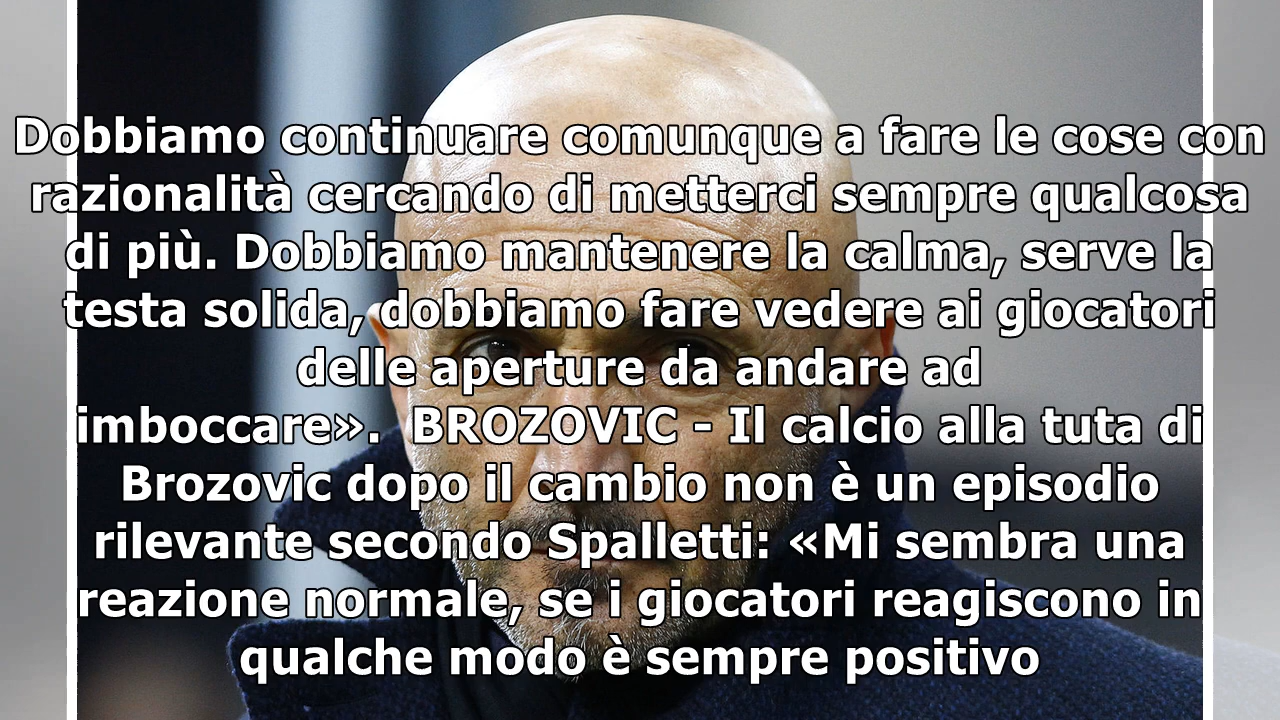 Dobbiamo continuare comunque a fare le cose con
razionalità cercando di metterci sempre qualcosa
di più. Dobbiamo mantenere la calma, serve la
testa solida, dobbiamo fare vedere ai giocatori
delle aperture da andare ad
imboccare».  BROZOVIC - Il calcio alla tuta di
Brozovic dopo il cambio non è un episodio
rilevante secondo Spalletti: «Mi sembra una
reazione normale, se i giocatori reagiscono in
qualche modo è sempre positivo